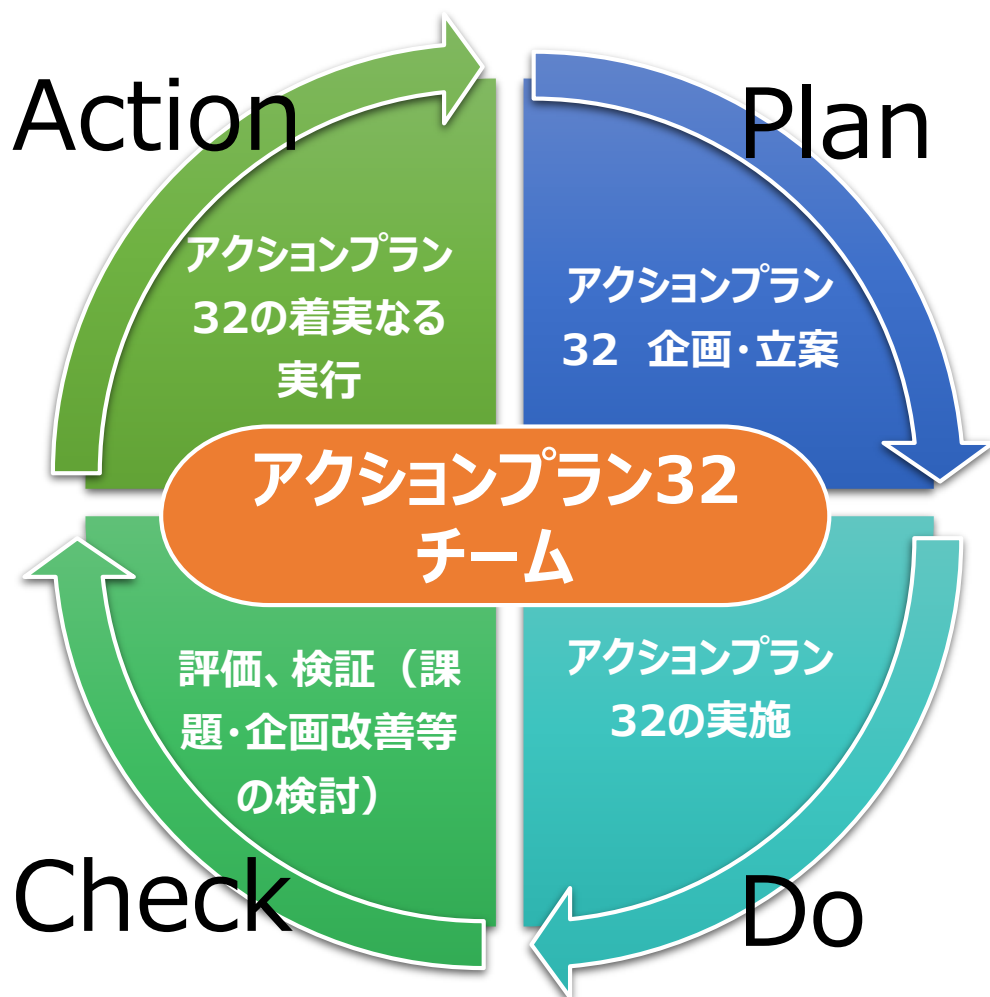 Action
Plan
アクションプラン
32の着実なる
実行
アクションプラン
32　企画・立案
アクションプラン32
チーム
評価、検証（課
題・企画改善等
の検討）
アクションプラン
32の実施
Check
Do